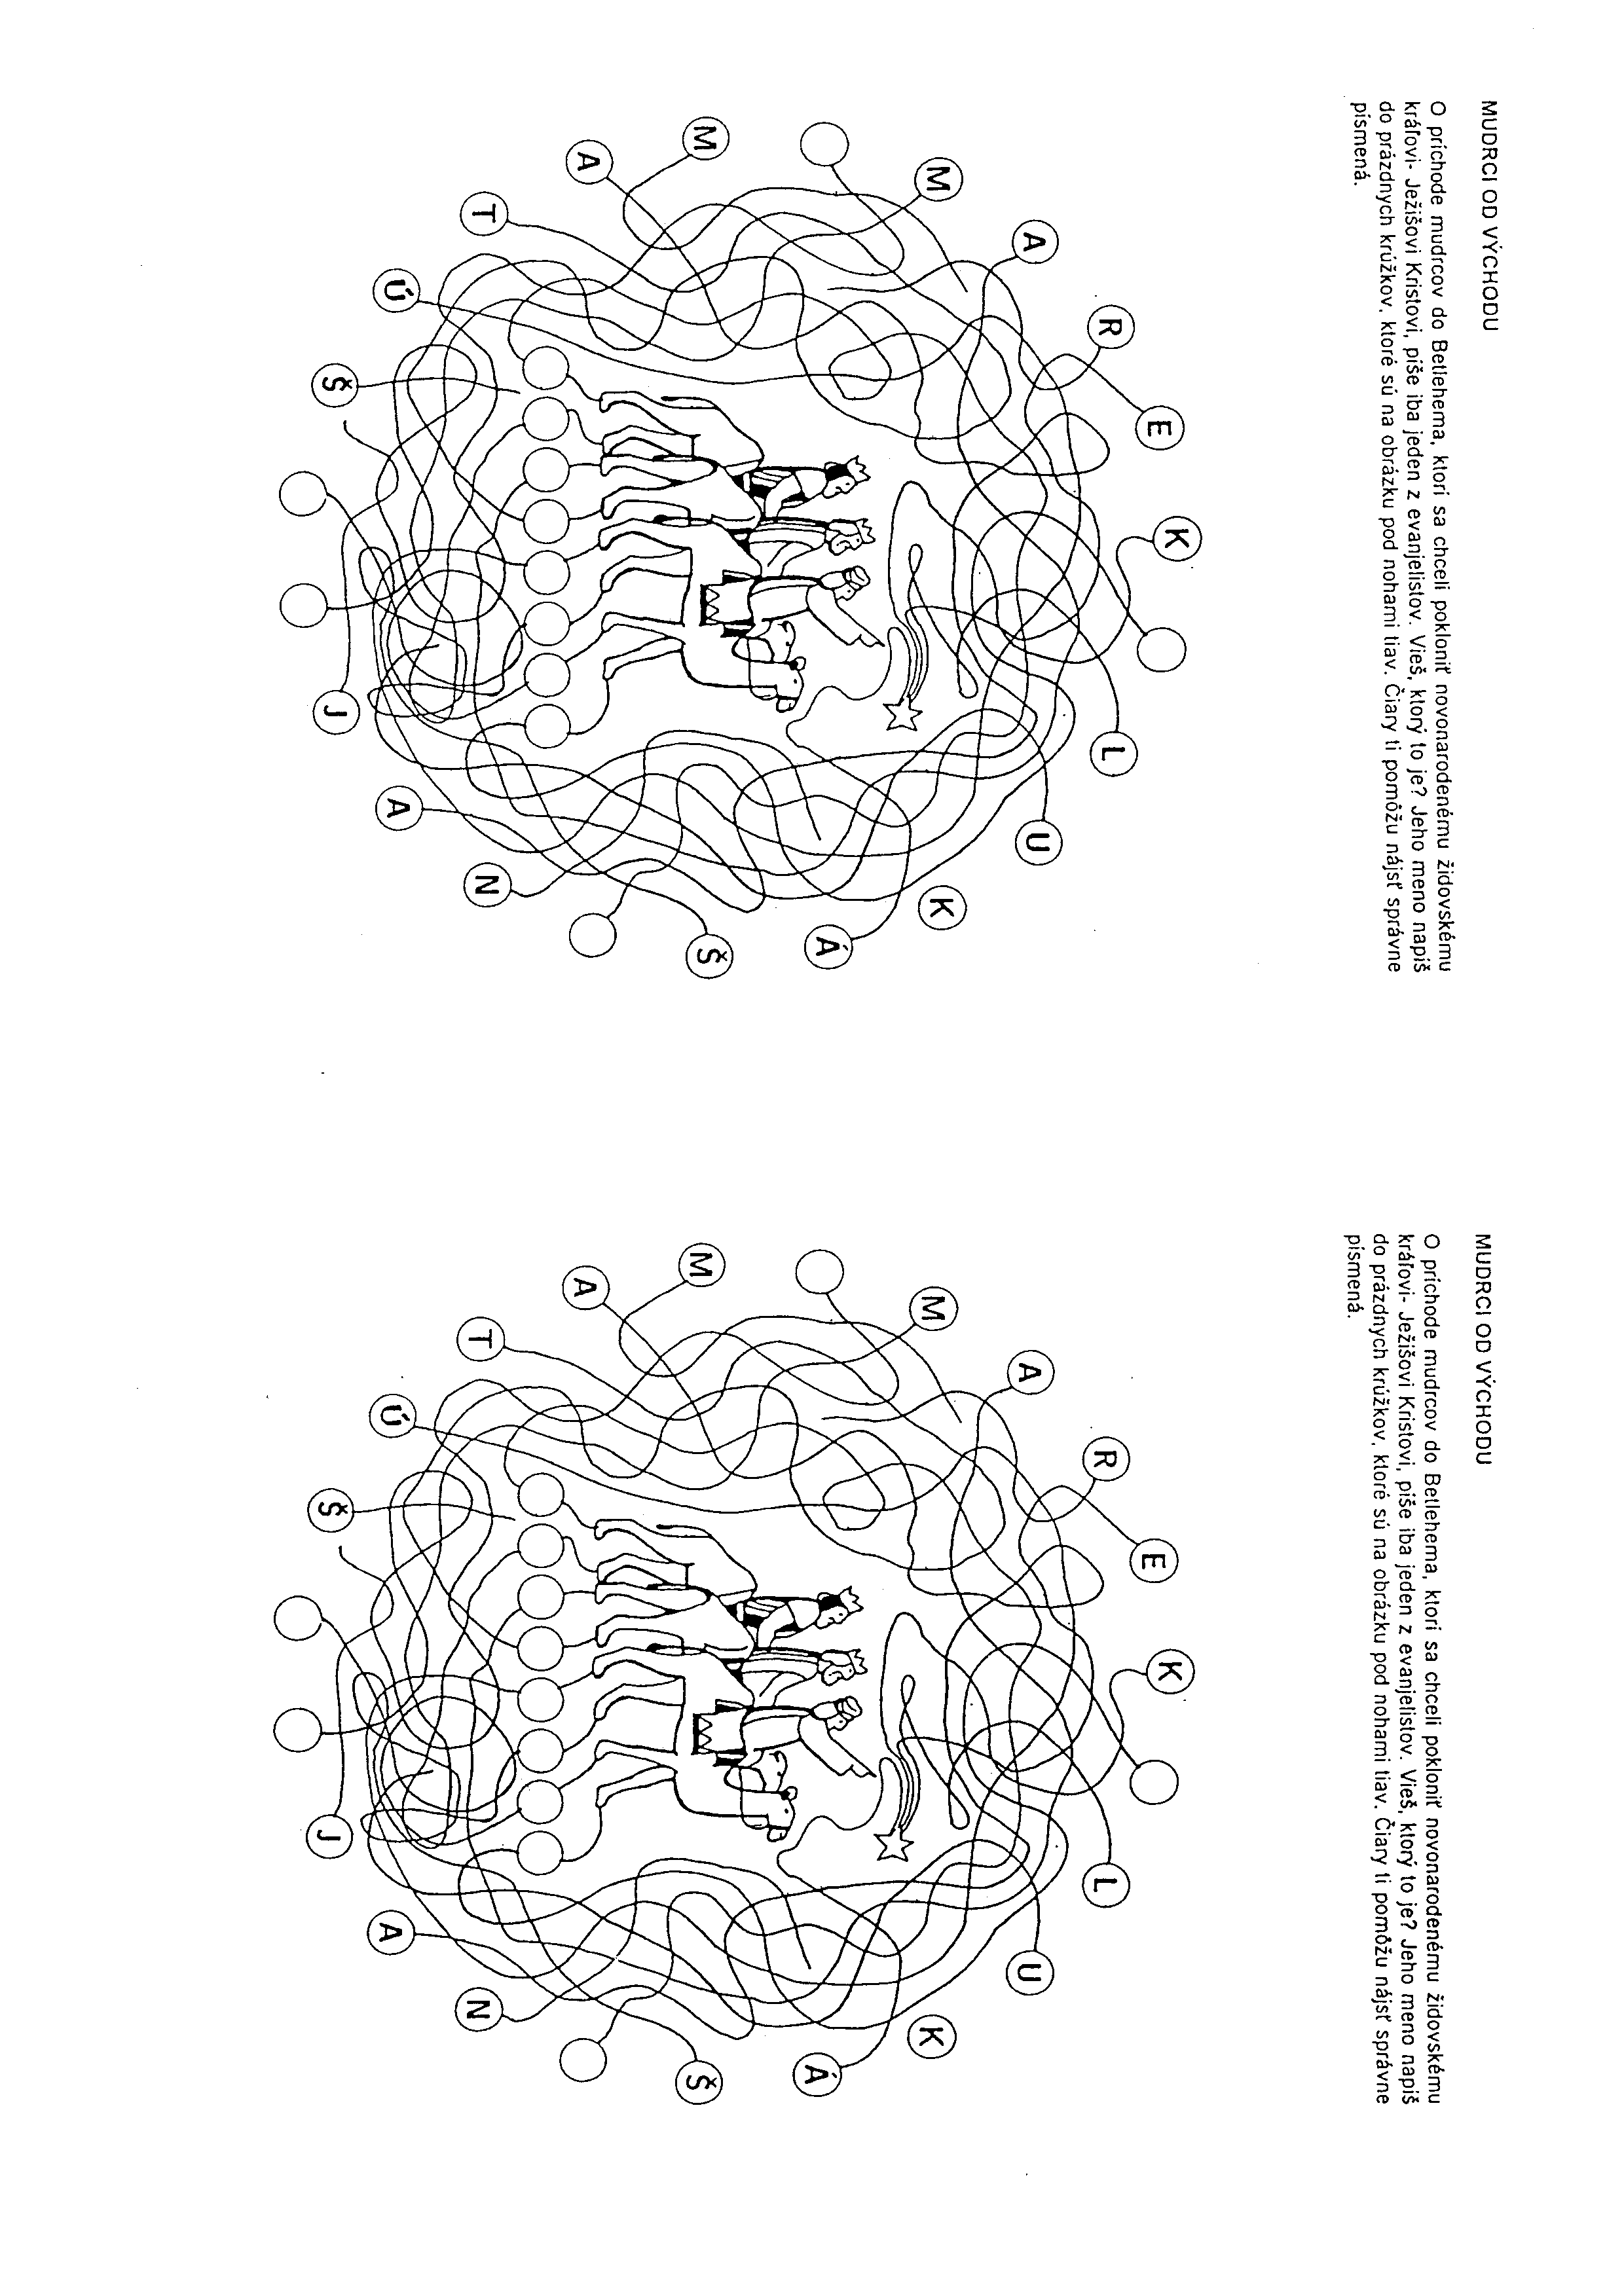 MUDRCI OD VÝCHODU
O príchode mudrcov do Betlehema, ktorí sa chceli pokloniť novonarodenému židovskému
kráľovi- Ježišovi Kristovi, píše iba jeden z evanjelistov. Vieš, ktorý to je? Jeho meno napíš
do prázdnych krúžkov, ktoré sú na obrázku pod nohami tiav. Čiary ti pomôžu nájsť správne
písmená.
K
E
R L
A U
M K
Á
M Š
A
T N
Ú A
Š J
MUDRCI OD VÝCHODU
O príchode mudrcov do Betlehema, ktorí sa chceli pokloniť novonarodenému židovskému
kráľovi- Ježišovi Kristovi, píše iba jeden z evanjelistov. Vieš, ktorý to je? Jeho meno napíš
do prázdnych krúžkov, ktoré sú na obrázku pod nohami tiav. Čiary ti pomôžu nájsť správne
písmená.
K
E
R L
A U
M K
Á
M Š
A
T N
Ú A
Š J